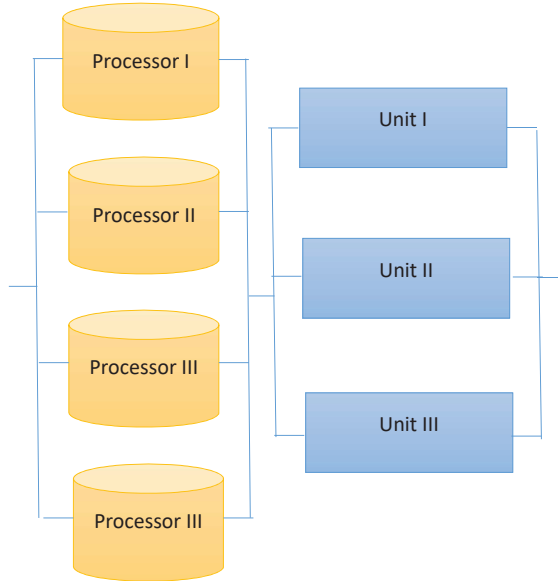 Processor I
Processor II
Processor III
Processor III
Unit I
Unit II
Unit III